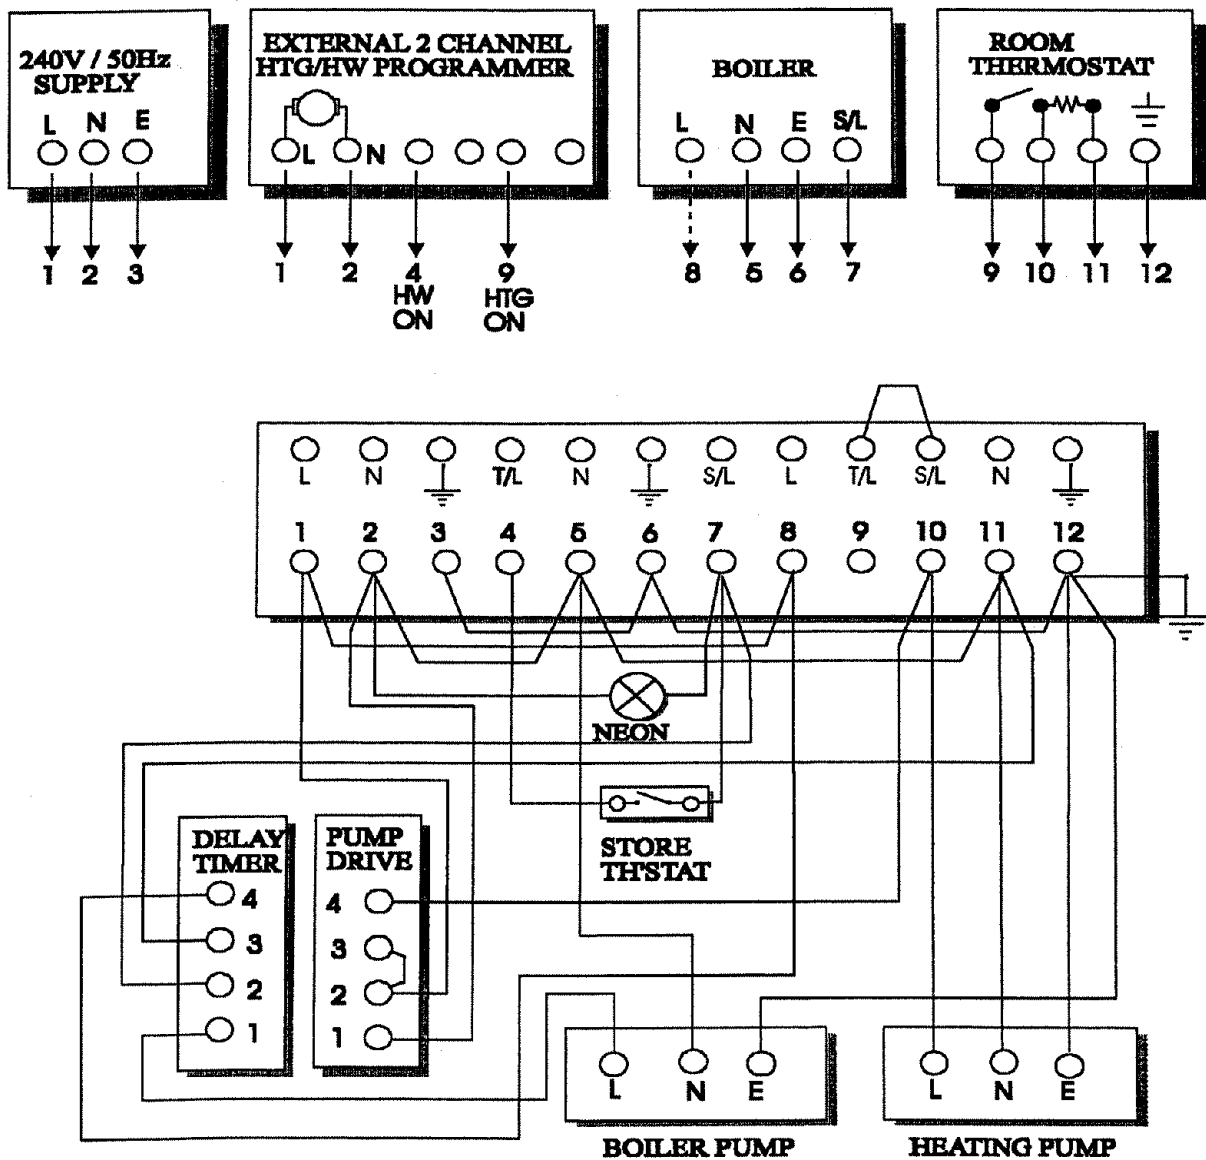 240V / 50Hz
SUPPLY
L N E
1 2 3
EXTERNAL 2 CHANNEL
HTG/HW PROGRAMMER
L N
1 2 4 9
HW
ON
HTG
ON
BOILER
L N E S/L
8 5 6 7
ROOM
THERMOSTAT
9 10 11 12
L N T/L N S/L L T/L S/L N
1 2 3 4 5 6 7 8 9 10 11 12
NEON
STORE
TH'STAT
DELAY
TIMER
4
3
2
1
PUMP
DRIVE
4
3
2
1
L N E
BOILER PUMP
L N E
HEATING PUMP